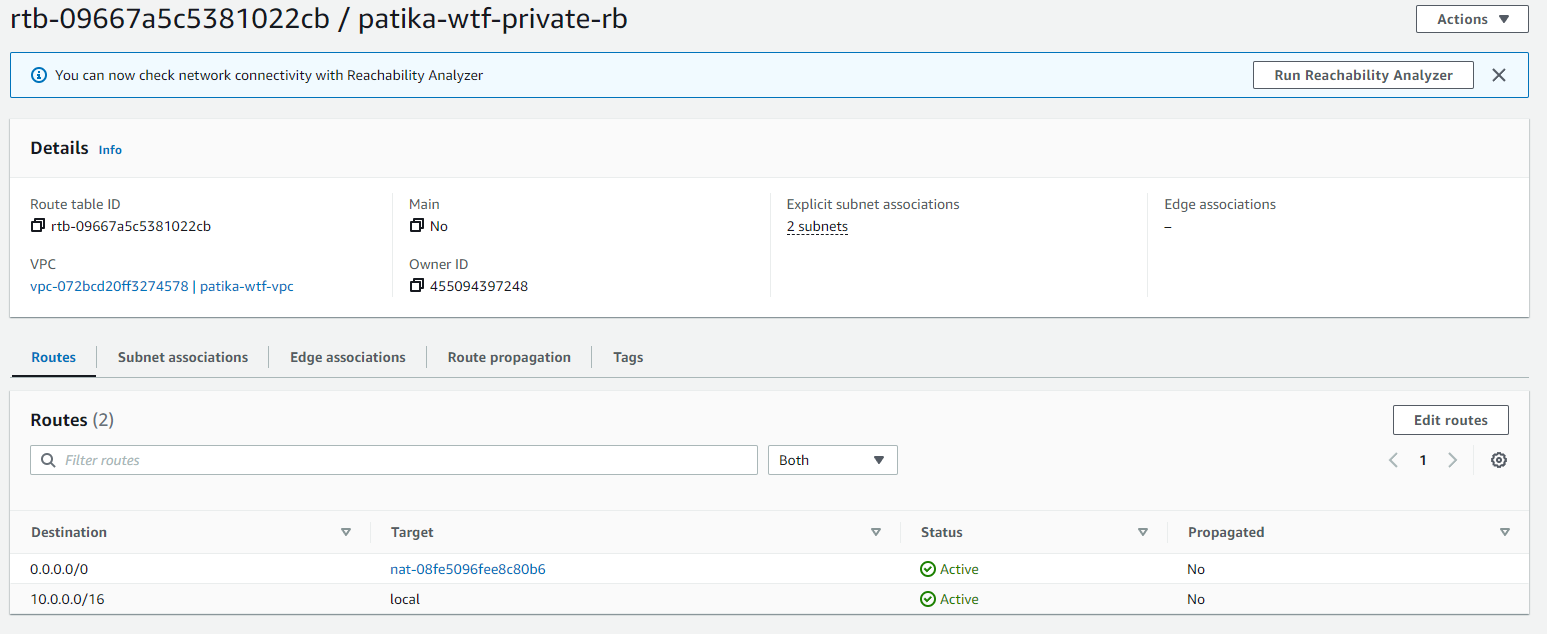 rtb-09667a5c5381022cb / patika-wtf-private-rb
Actions
You can now check network connectivity with Reachability Analyzer
Run Reachability Analyzer
Details Info
Route table ID
rtb-09667a5c5381022cb
Main
No
Explicit subnet associations
2 subnets
Edge associations
–
VPC
vpc-072bcd20ff3274578 | patika-wtf-vpc
Owner ID
455094397248
Routes
Subnet associations
Edge associations
Route propagation
Tags
Routes (2)
Edit routes
Filter routes
Both
1
Destination Target Status Propagated
0.0.0.0/0 nat-08fe5096fee8c80b6 Active No
10.0.0.0/16 local Active No